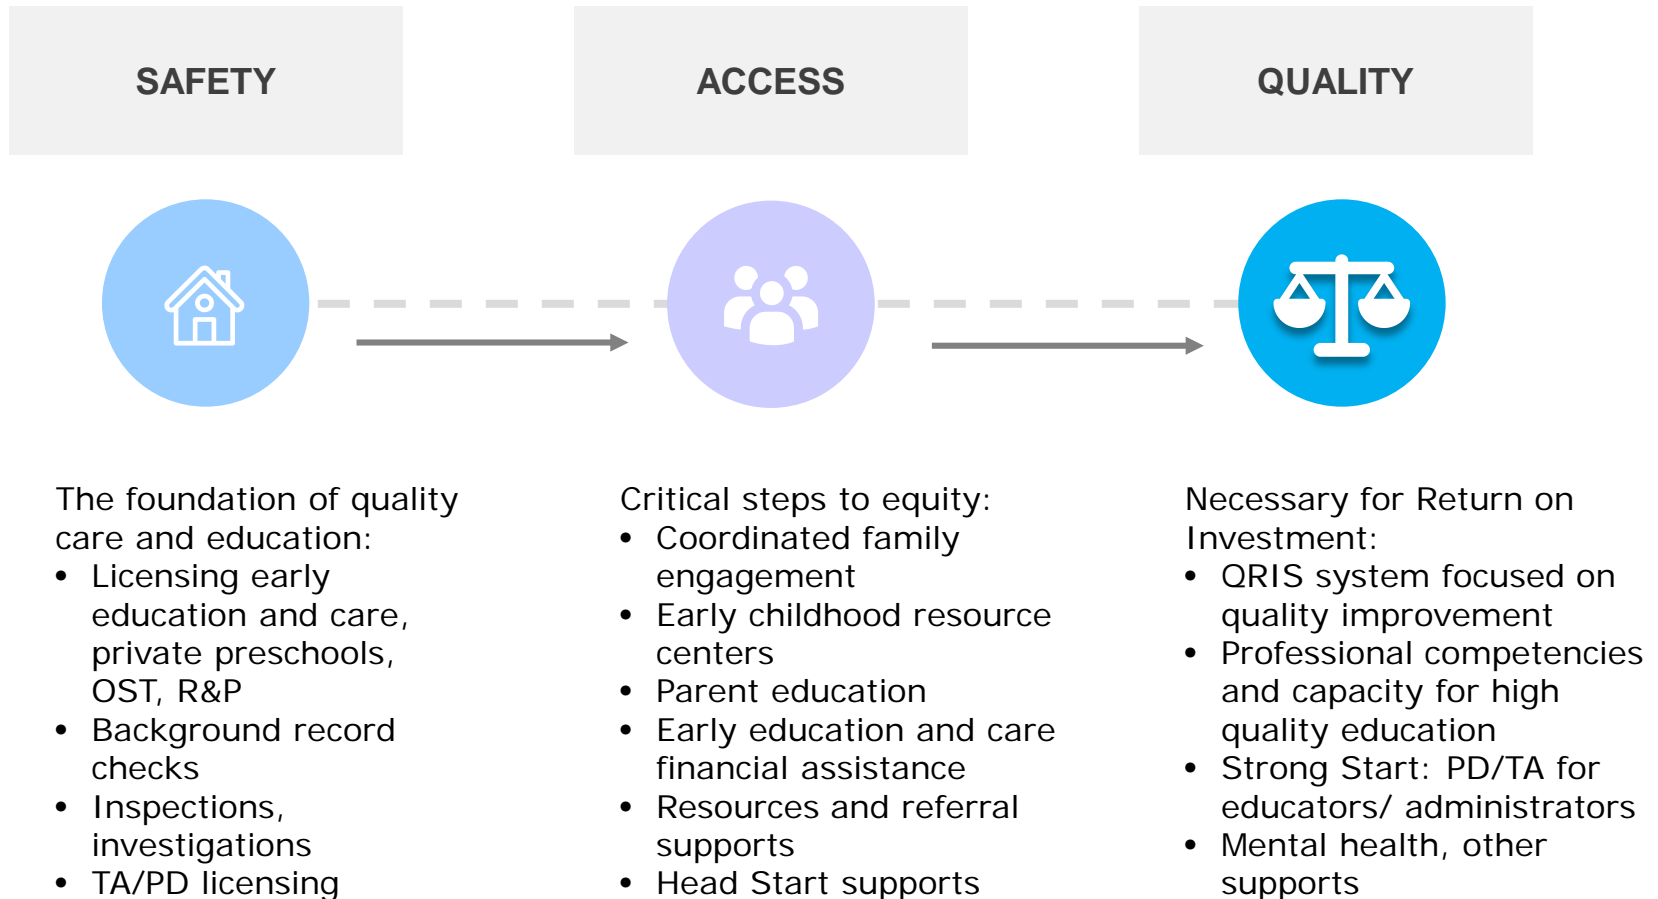 SAFETY
ACCESS
QUALITY
The foundation of quality
care and education:
• Licensing early
education and care,
private preschools,
OST, R&P
• Background record
checks
• Inspections,
investigations
• TA/PD licensing
Critical steps to equity:
• Coordinated family
engagement
• Early childhood resource
centers
• Parent education
• Early education and care
financial assistance
• Resources and referral
supports
• Head Start supports
Necessary for Return on
Investment:
• QRIS system focused on
quality improvement
• Professional competencies
and capacity for high
quality education
• Strong Start: PD/TA for
educators/ administrators
• Mental health, other
supports